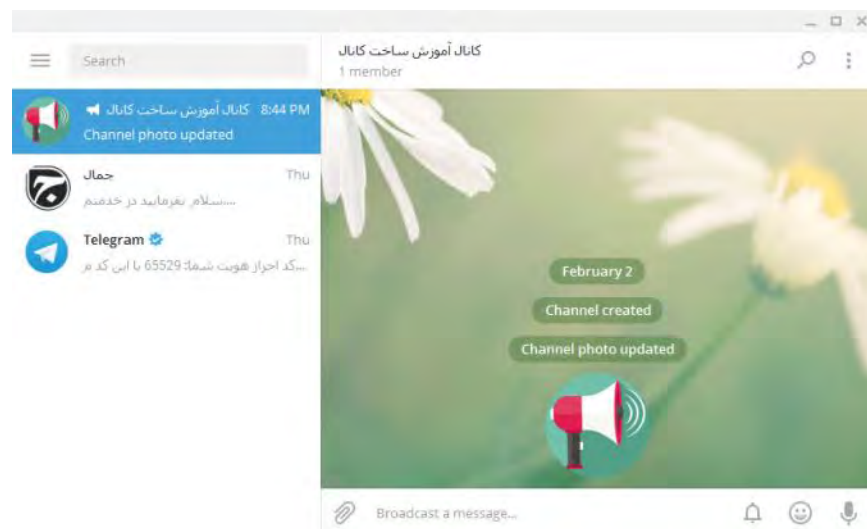 Search
کانال آموزش ساخت کانال
1 member
کانال آموزش ساخت کانال 8:44 PM
Channel photo updated
جمال Thu
سلام, بفرمایید در خدمتم....
Telegram Thu
کد احراز هویت شما: 65529 با این کد م...
February 2
Channel created
Channel photo updated
Broadcast a message...